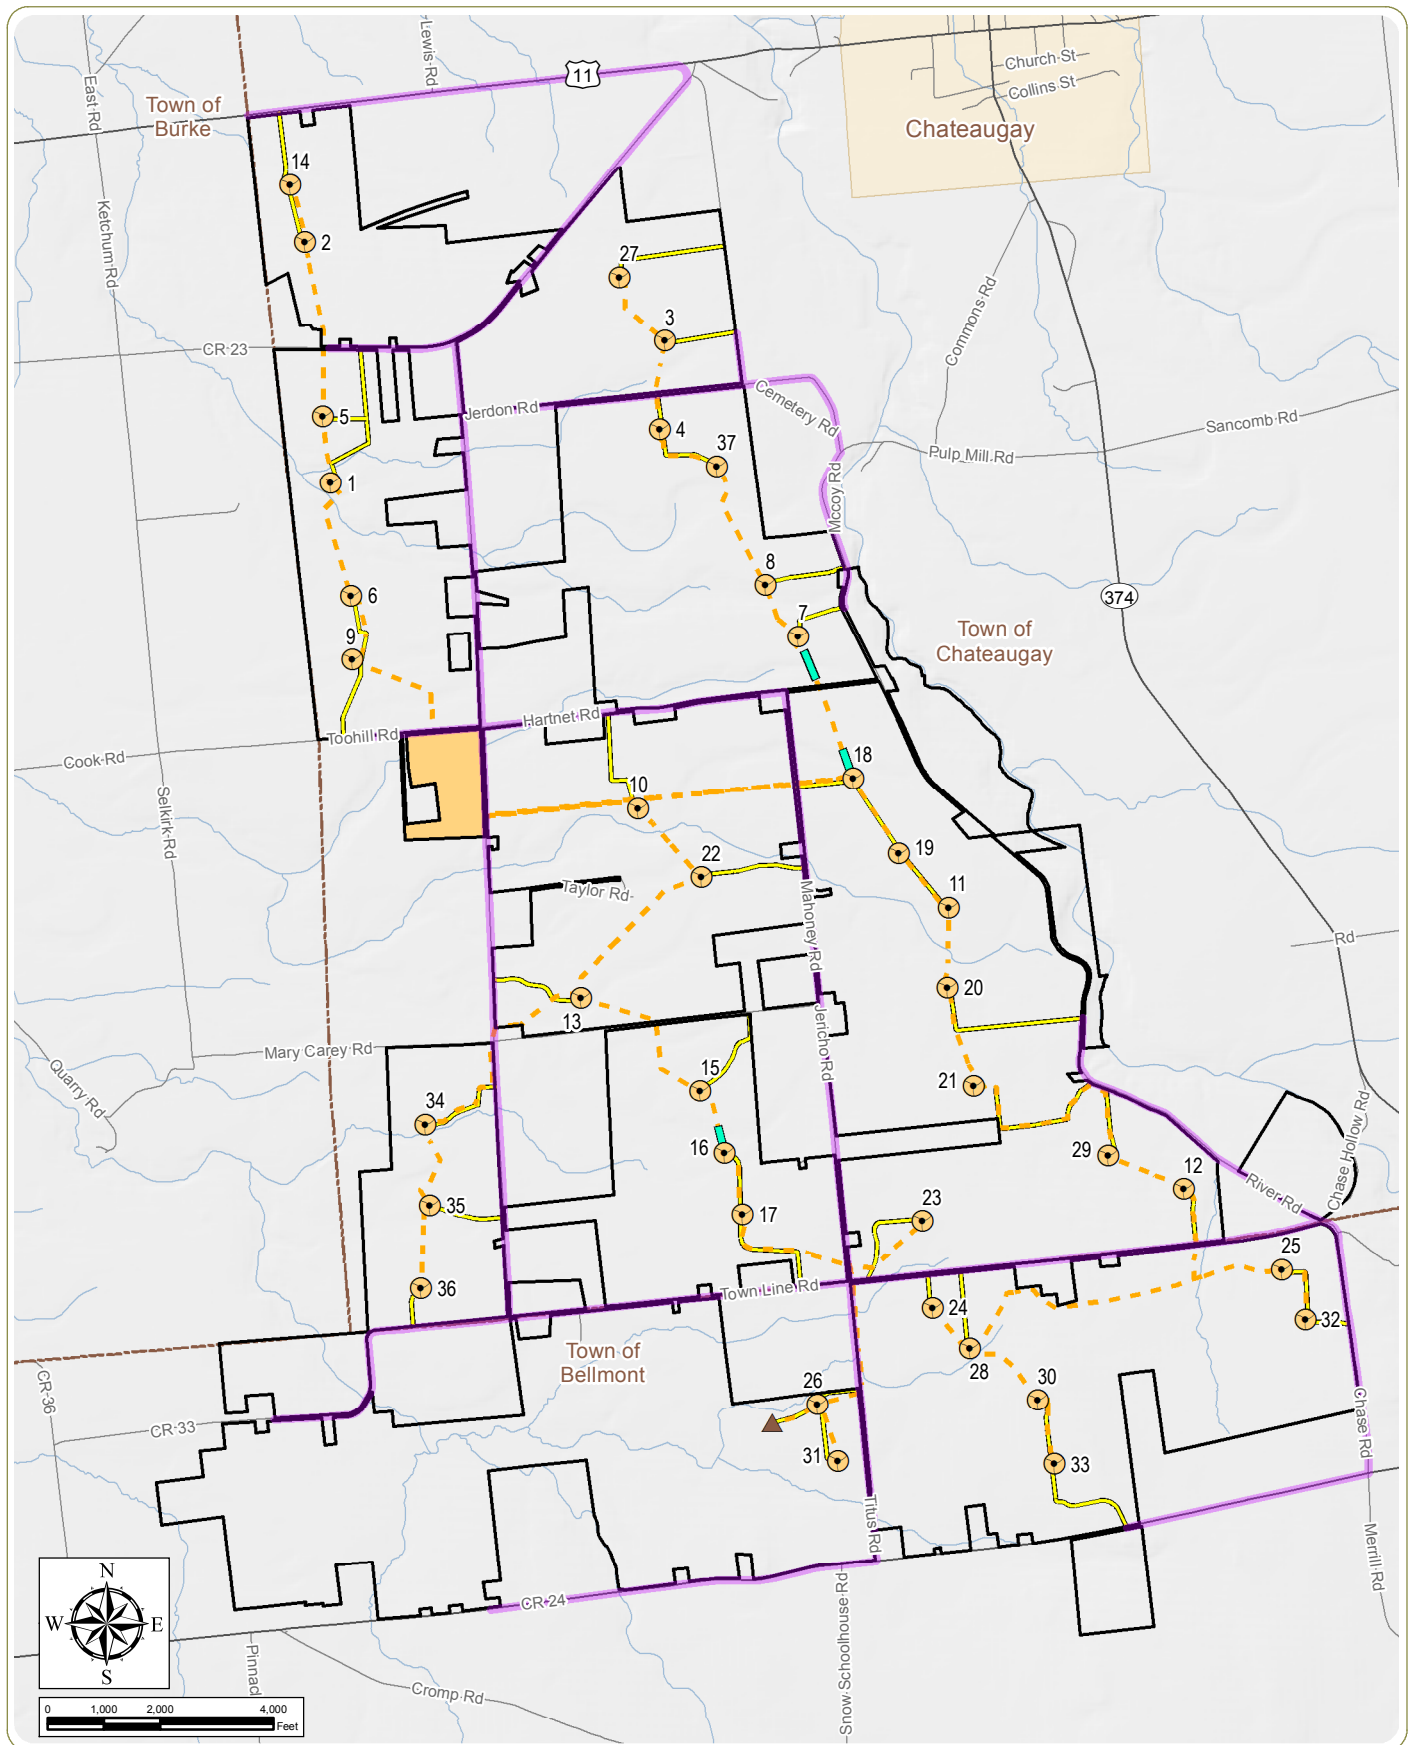 Lewis Rd
11
Church St
Collins St
East Rd
Town of
Burke
Chateaugay
14
Ketchum Rd
2
27
3
Commons Rd
CR 23
Cemetery Rd
Jerdon Rd
Sancomb Rd
5
4
37
Pulp Mill Rd
1
Mccoy Rd
8
374
6
7
Town of
Chateaugay
9
Hartnet Rd
Toohill Rd
Cook Rd
18
10
Selkirk Rd
19
22
11
Taylor Rd
Mahoney Rd
Rd
20
13
Jericho Rd
Mary Carey Rd
Quarry Rd
15
21
34
Chase Hollow Rd
16
29
12
35
17
23
River Rd
25
36
Town Line Rd
24
32
Town of
Bellmont
28
CR 36
26
30
CR 33
Chase Rd
31
33
Titus Rd
Merrill Rd
CR 24
Snow Schoolhouse Rd
N
W
E
S
Pinnad
Cromp Rd
0
1,000
2,000
4,000
Feet